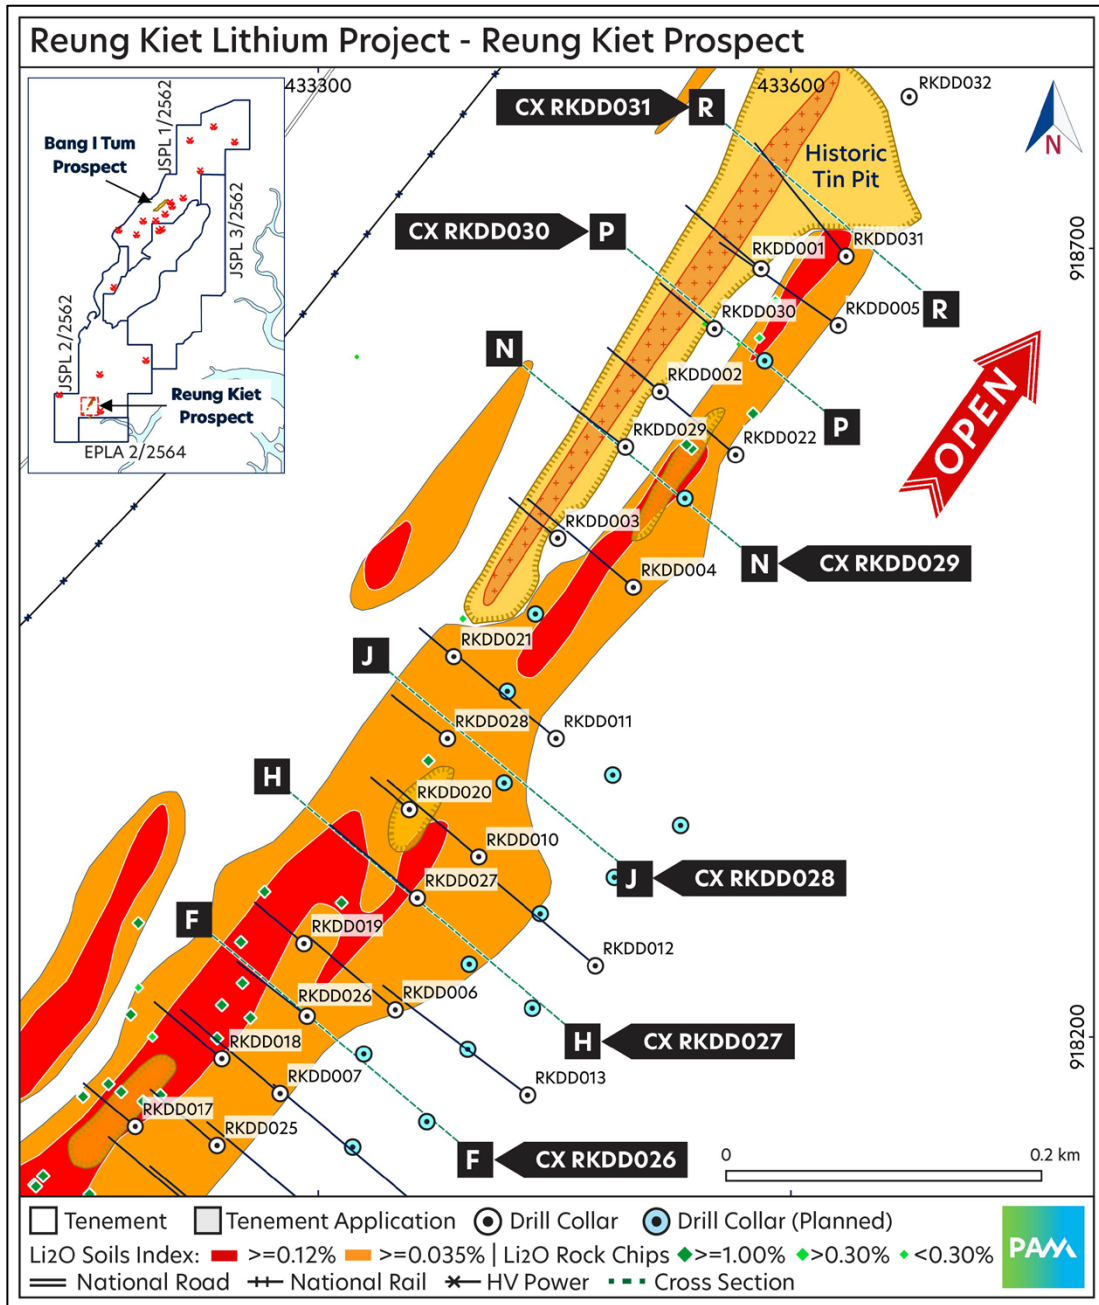 Reung Kiet Lithium Project - Reung Kiet Prospect
433300
433600
RKDD032
CX RKDD031
R
N
Historic
Tin Pit
JSPL 1/2562
Bang I Tum
Prospect
JSPL 3/2562
JSPL 2/2562
Reung Kiet
Prospect
EPLA 2/2564
CX RKDD030
P
918700
RKDD001
RKDD031
RKDD030
RKDD005
R
N
RKDD002
OPEN
RKDD029
RKDD022
P
RKDD003
N
CX RKDD029
RKDD004
RKDD021
J
RKDD028
RKDD011
H
RKDD020
RKDD010
RKDD027
J
CX RKDD028
F
RKDD019
RKDD012
RKDD026
RKDD006
H
CX RKDD027
918200
RKDD018
RKDD007
RKDD013
RKDD017
RKDD025
F
CX RKDD026
0
0.2 km
Tenement
Tenement Application
Drill Collar
Drill Collar (Planned)
Li2O Soils Index: >=0.12% >=0.035% | Li2O Rock Chips >=1.00% >0.30% <0.30%
National Road
National Rail
HV Power
Cross Section
PAM